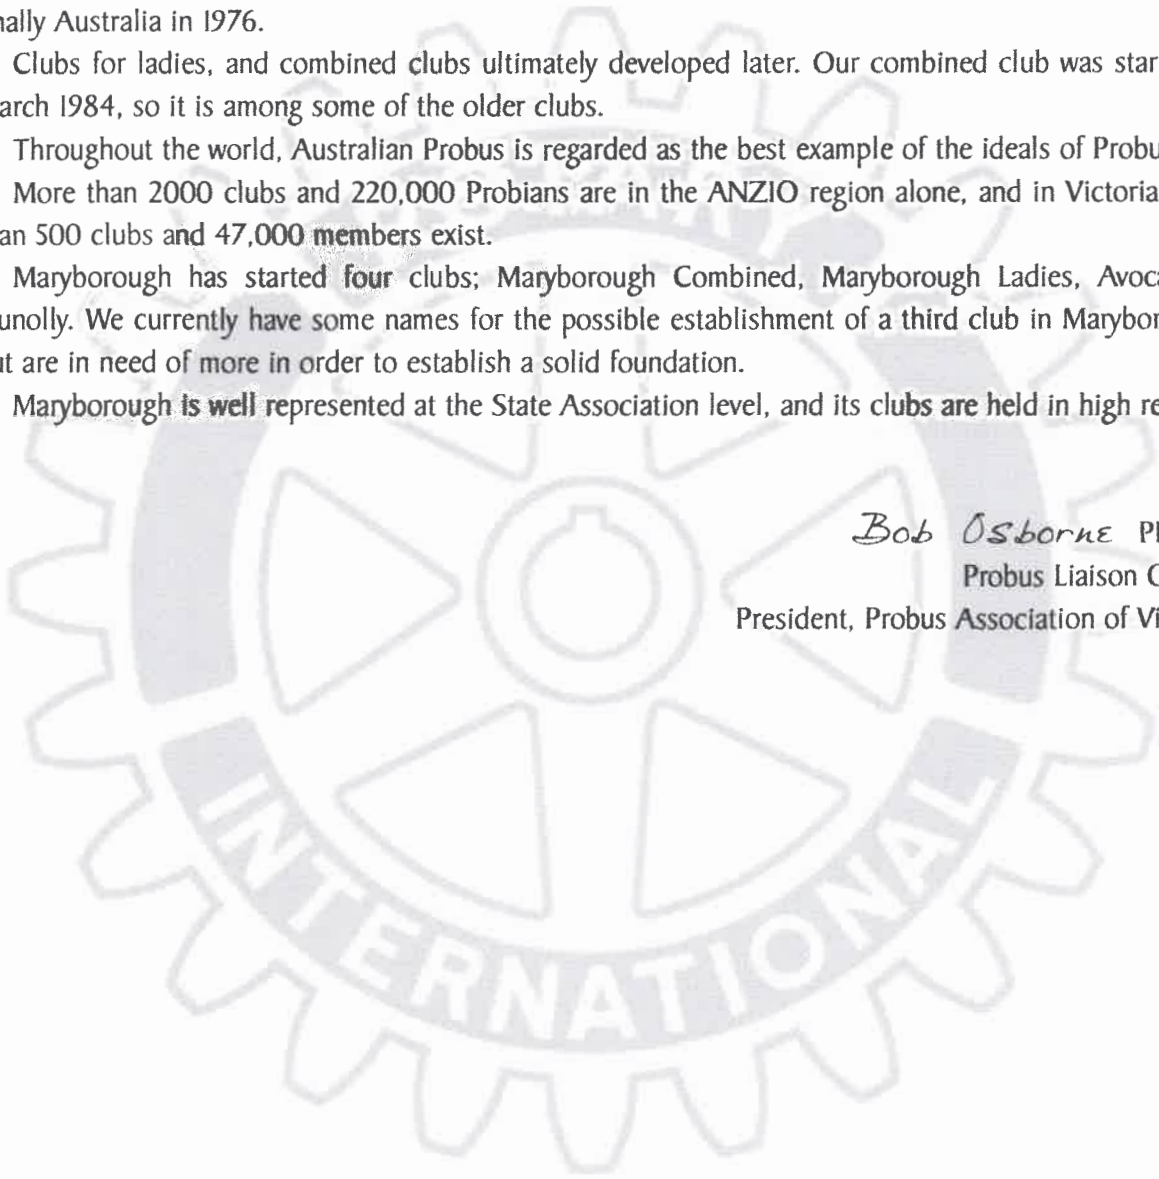 nally Australia in 1976.
Clubs for ladies, and combined clubs ultimately developed later. Our combined club was star
arch 1984, so it is among some of the older clubs.
Throughout the world, Australian Probus is regarded as the best example of the ideals of Probu
More than 2000 clubs and 220,000 Probians are in the ANZIO region alone, and in Victoria
an 500 clubs and 47,000 members exist.
Maryborough has started four clubs; Maryborough Combined, Maryborough Ladies, Avoc
unolly. We currently have some names for the possible establishment of a third club in Marybor
ut are in need of more in order to establish a solid foundation.
Maryborough is well represented at the State Association level, and its clubs are held in high re
Bob Osborne
Probus Liaison
President, Probus Association of Vi
INTERNATIONAL